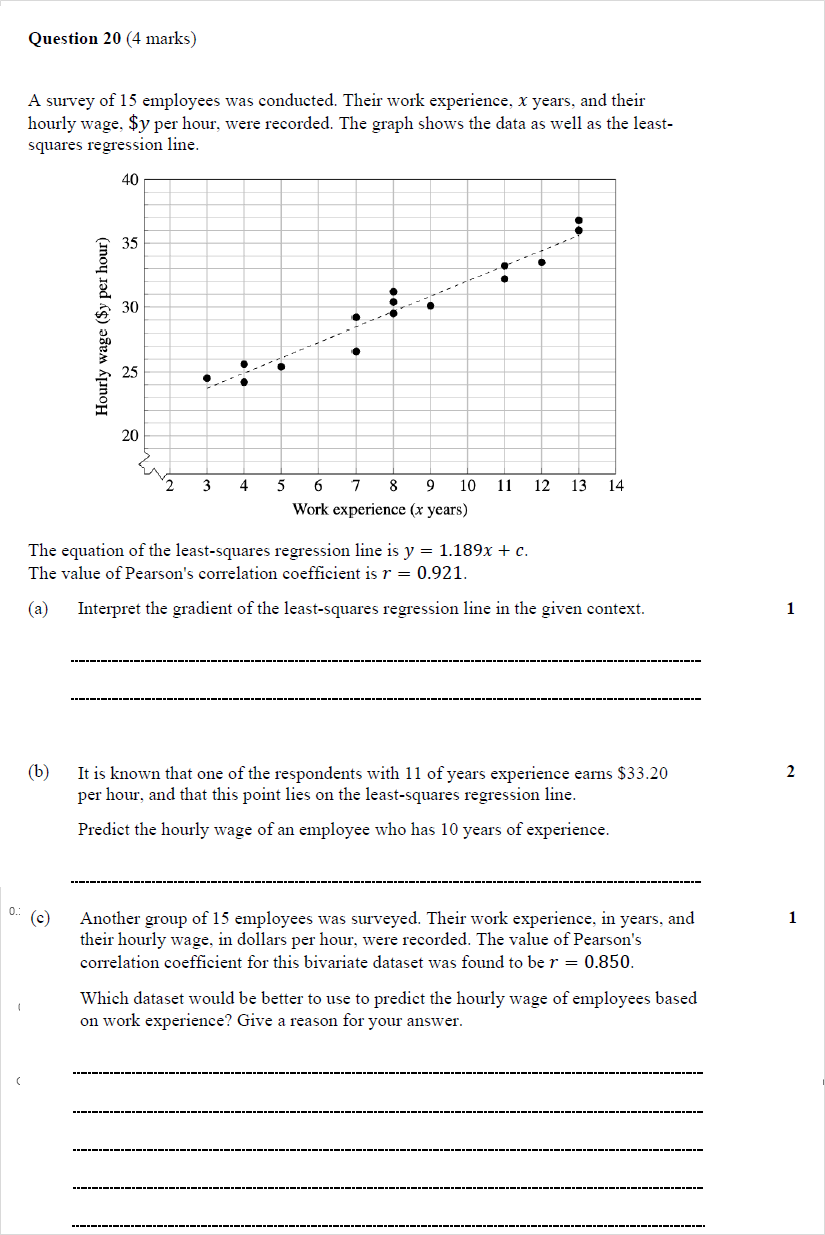 Question 20 (4 marks)
A survey of 15 employees was conducted. Their work experience, x years, and their
hourly wage, $y per hour, were recorded. The graph shows the data as well as the least-
squares regression line.
40
35
30
25
20
Hourly wage ($y per hour)
2 3 4 5 6 7 8 9 10 11 12 13 14
Work experience (x years)
The equation of the least-squares regression line is y = 1.189x + c.
The value of Pearson's correlation coefficient is r = 0.921.
(a) Interpret the gradient of the least-squares regression line in the given context. 1
(b) It is known that one of the respondents with 11 of years experience earns $33.20 2
per hour, and that this point lies on the least-squares regression line.
Predict the hourly wage of an employee who has 10 years of experience.
(c) Another group of 15 employees was surveyed. Their work experience, in years, and 1
their hourly wage, in dollars per hour, were recorded. The value of Pearson's
correlation coefficient for this bivariate dataset was found to be r = 0.850.
Which dataset would be better to use to predict the hourly wage of employees based
on work experience? Give a reason for your answer.